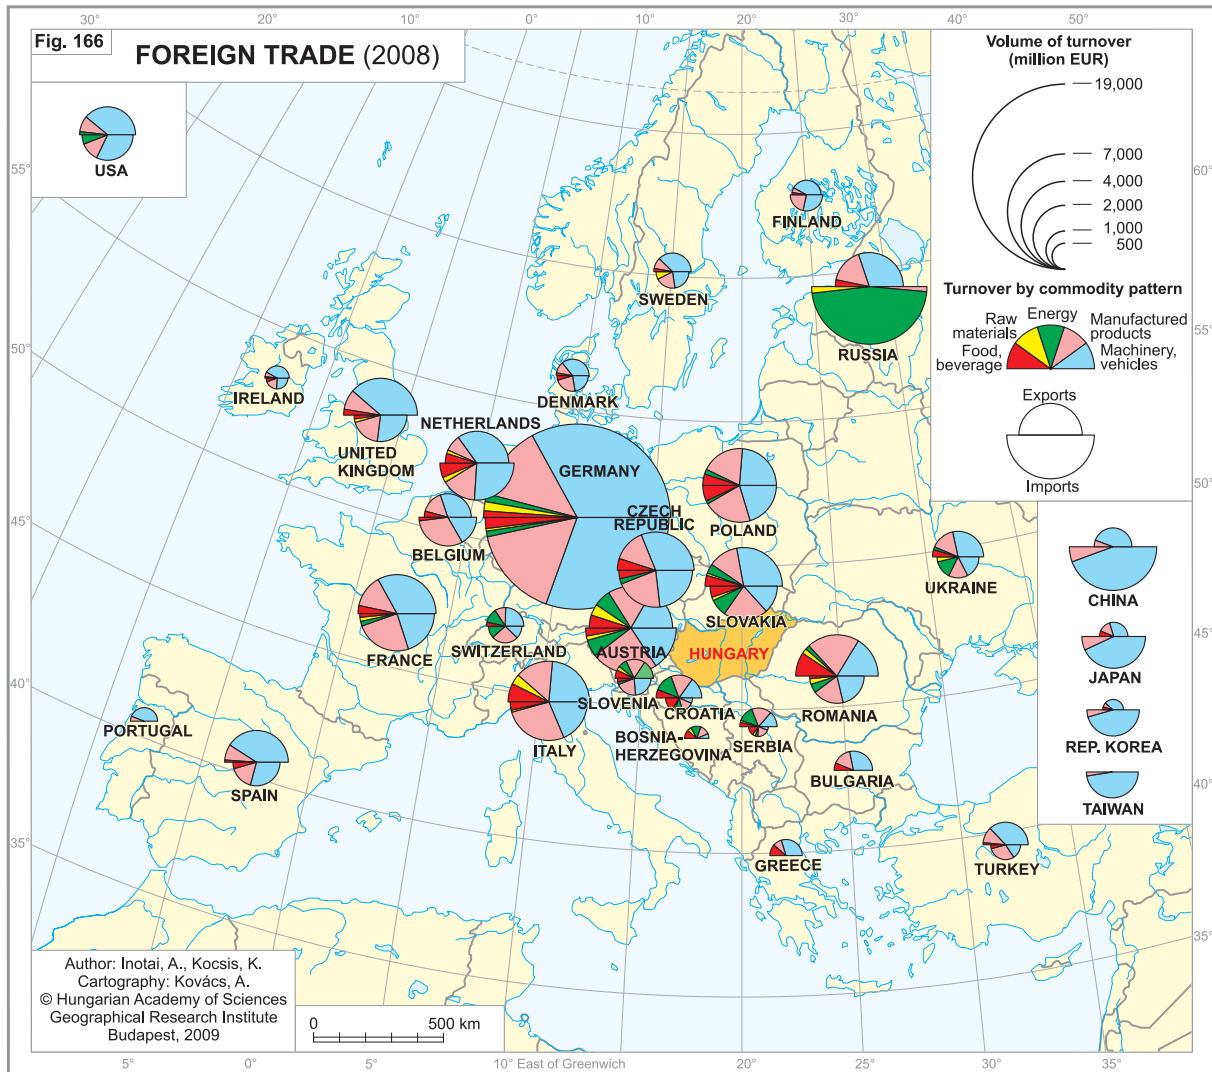 30°
20°
10°
0°
10°
20°
30°
40°
50°
Fig. 166
FOREIGN TRADE (2008)
USA
Volume of turnover
(million EUR)
19,000
7,000
4,000
2,000
1,000
500
Turnover by commodity pattern
Energy
Raw
materials
Manufactured
products
Food,
beverage
Machinery,
vehicles
Exports
Imports
55°
50°
45°
40°
35°
60°
55°
50°
45°
40°
35°
FINLAND
SWEDEN
RUSSIA
IRELAND
DENMARK
UNITED
KINGDOM
NETHERLANDS
GERMANY
CZECH
REPUBLIC
POLAND
BELGIUM
UKRAINE
CHINA
FRANCE
SWITZERLAND
AUSTRIA
SLOVAKIA
HUNGARY
JAPAN
SLOVENIA
CROATIA
ROMANIA
PORTUGAL
SPAIN
ITALY
BOSNIA-
HERZEGOVINA
SERBIA
REP. KOREA
BULGARIA
TAIWAN
GREECE
TURKEY
Author: Inotai, A., Kocsis, K.
Cartography: Kovács, A.
© Hungarian Academy of Sciences
Geographical Research Institute
Budapest, 2009
0
500 km
5°
0°
5°
10° East of Greenwich
15°
20°
25°
30°
35°